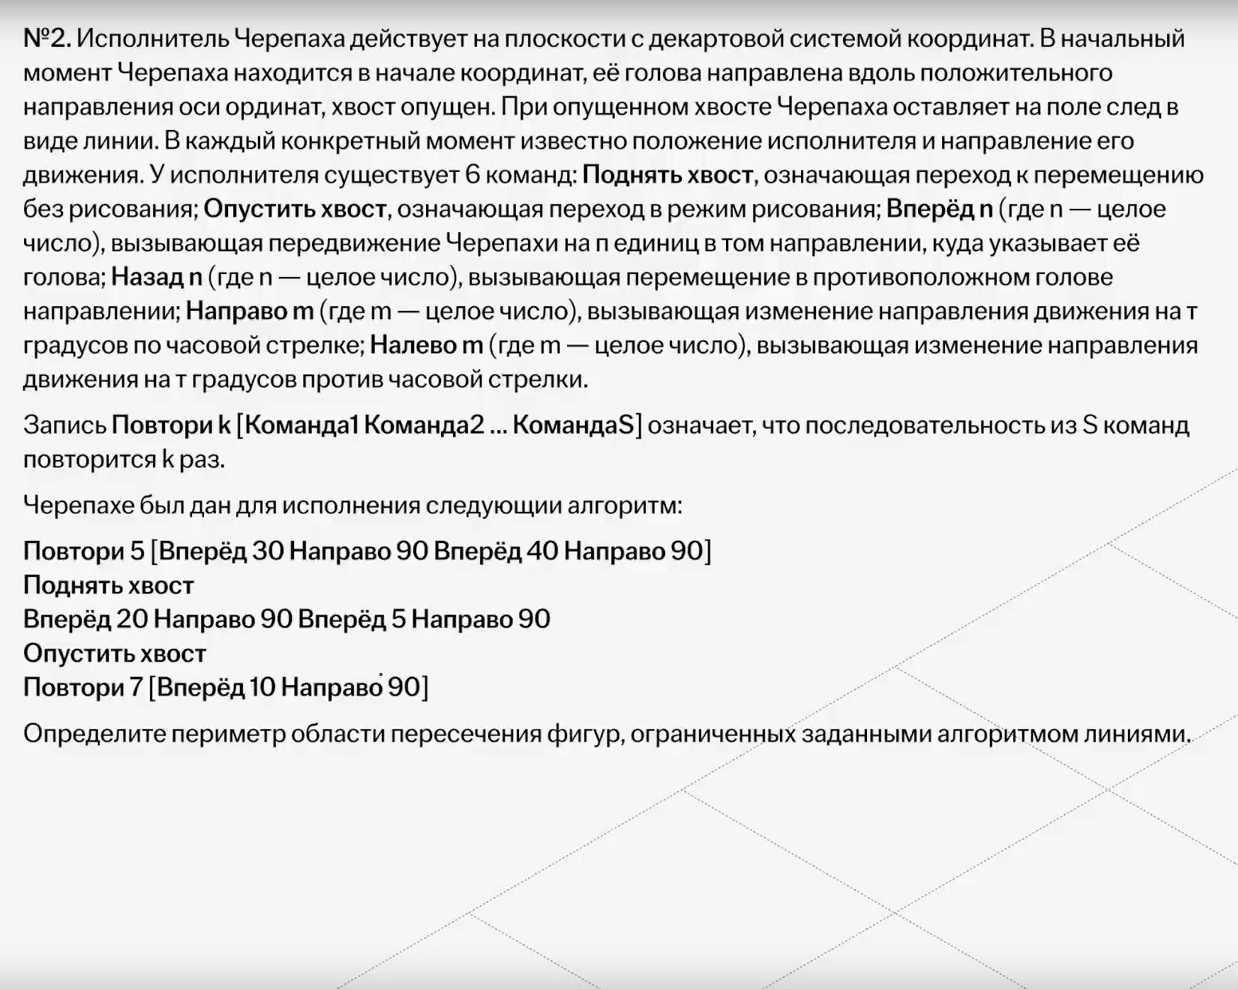 №2. Исполнитель Черепаха действует на плоскости с декартовой системой координат. В начальный
момент Черепаха находится в начале координат, её голова направлена вдоль положительного
направления оси ординат, хвост опущен. При опущенном хвосте Черепаха оставляет на поле след в
виде линии. В каждый конкретный момент известно положение исполнителя и направление его
движения. У исполнителя существует 6 команд: Поднять хвост, означающая переход к перемещению
без рисования; Опустить хвост, означающая переход в режим рисования; Вперёд n (где n — целое
число), вызывающая передвижение Черепахи на п единиц в том направлении, куда указывает её
голова; Назад n (где n — целое число), вызывающая перемещение в противоположном голове
направлении; Направо m (где m — целое число), вызывающая изменение направления движения на т
градусов по часовой стрелке; Налево m (где m — целое число), вызывающая изменение направления
движения на т градусов против часовой стрелки.
Запись Повтори k [Команда1 Команда2 ... КомандаS] означает, что последовательность из S команд
повторится k раз.
Черепахе был дан для исполнения следующии алгоритм:
Повтори 5 [Вперёд 30 Направо 90 Вперёд 40 Направо 90]
Поднять хвост
Вперёд 20 Направо 90 Вперёд 5 Направо 90
Опустить хвост
Повтори 7 [Вперёд 10 Направо 90]
Определите периметр области пересечения фигур, ограниченных заданными алгоритмом линиями.